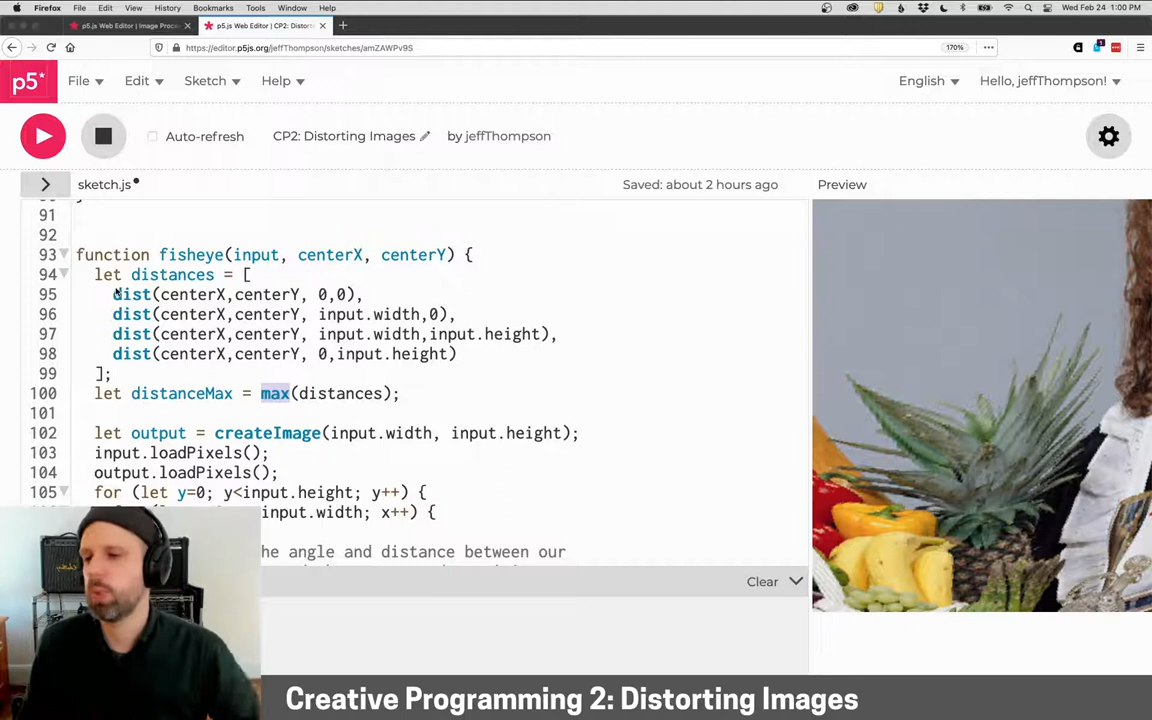 Firefox File Edit View History Bookmarks Tools Window Help Wed Feb 24 1:00 PM
p5.js Web Editor | Image Proce × p5.js Web Editor | CP2: Distorti × +
https://editor.p5js.org/jeffThompson/sketches/amZAWPv9S 170%
p5* File Edit Sketch Help English Hello, jeffThompson!
Auto-refresh CP2: Distorting Images by jeffThompson
sketch.js Saved: about 2 hours ago Preview
91
92
93 function fisheye(input, centerX, centerY) {
94 let distances = [
95 dist(centerX,centerY, 0,0),
96 dist(centerX,centerY, input.width,0),
97 dist(centerX,centerY, input.width,input.height),
98 dist(centerX,centerY, 0,input.height)
99 ];
100 let distanceMax = max(distances);
101
102 let output = createImage(input.width, input.height);
103 input.loadPixels();
104 output.loadPixels();
105 for (let y=0; y<input.height; y++) {
input.width; x++) {
he angle and distance between our
Clear
Creative Programming 2: Distorting Images